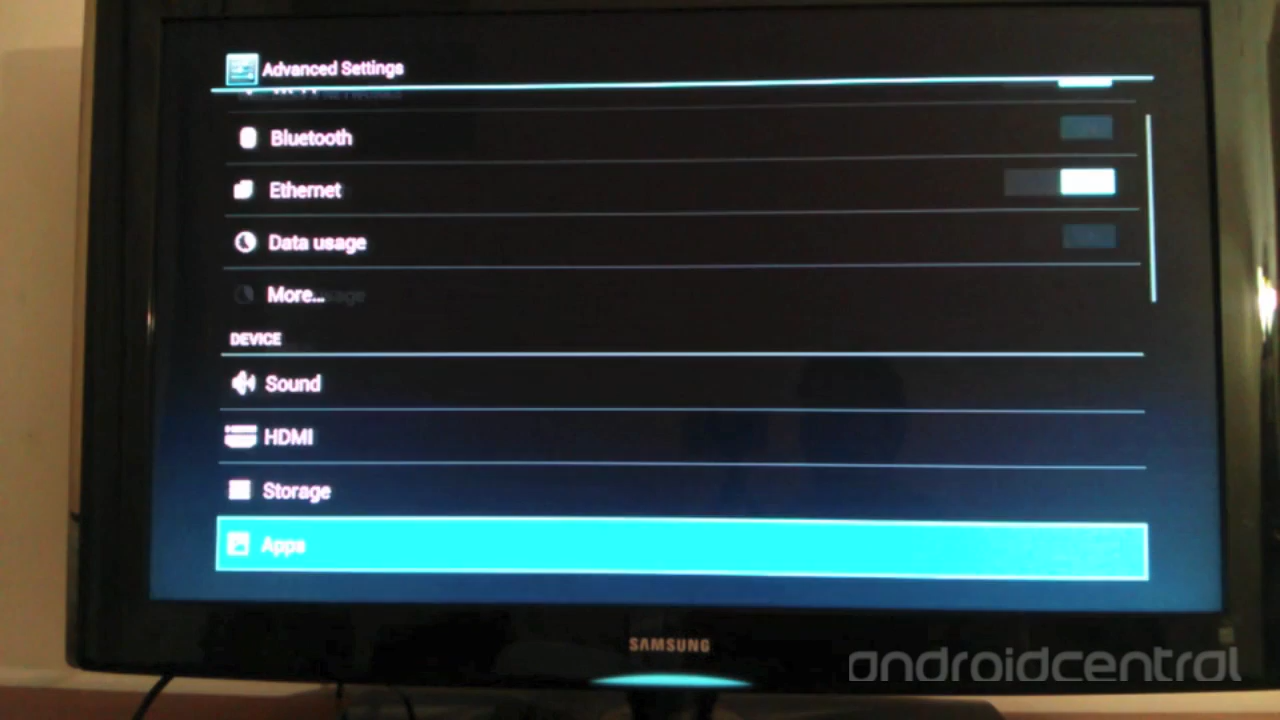 Advanced Settings
Bluetooth
Ethernet
Data usage
More...
DEVICE
Sound
HDMI
Storage
Apps
SAMSUNG
androidcentral